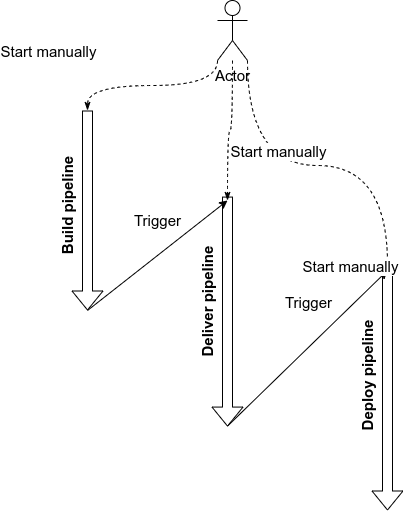 Start manually
Actor
Start manually
Build pipeline
Trigger
Deliver pipeline
Start manually
Trigger
Deploy pipeline